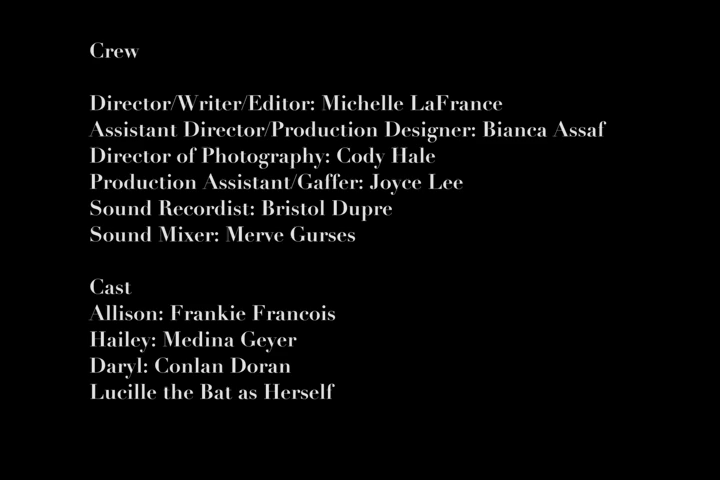 Crew
Director/Writer/Editor: Michelle LaFrance
Assistant Director/Production Designer: Bianca Assaf
Director of Photography: Cody Hale
Production Assistant/Gaffer: Joyce Lee
Sound Recordist: Bristol Dupre
Sound Mixer: Merve Gurses
Cast
Allison: Frankie Francois
Hailey: Medina Geyer
Daryl: Conlan Doran
Lucille the Bat as Herself